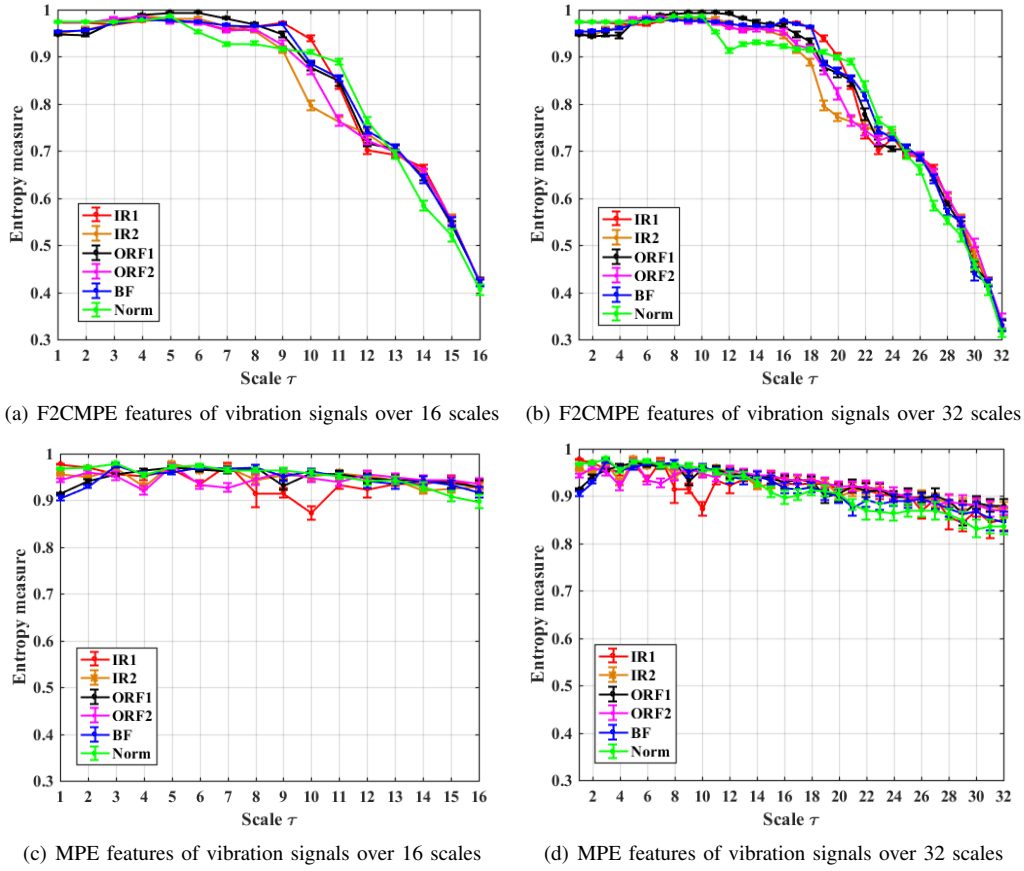 1
0.9
0.8
0.7
0.6
0.5
0.4
0.3
Entropy measure
IR1
IR2
ORF1
ORF2
BF
Norm
1 2 3 4 5 6 7 8 9 10 11 12 13 14 15 16
Scale τ
(a) F2CMPE features of vibration signals over 16 scales
1
0.9
0.8
0.7
0.6
0.5
0.4
0.3
Entropy measure
IR1
IR2
ORF1
ORF2
BF
Norm
2 4 6 8 10 12 14 16 18 20 22 24 26 28 30 32
Scale τ
(b) F2CMPE features of vibration signals over 32 scales
1
0.9
0.8
0.7
0.6
0.5
0.4
0.3
Entropy measure
IR1
IR2
ORF1
ORF2
BF
Norm
1 2 3 4 5 6 7 8 9 10 11 12 13 14 15 16
Scale τ
(c) MPE features of vibration signals over 16 scales
1
0.9
0.8
0.7
0.6
0.5
0.4
0.3
Entropy measure
IR1
IR2
ORF1
ORF2
BF
Norm
2 4 6 8 10 12 14 16 18 20 22 24 26 28 30 32
Scale τ
(d) MPE features of vibration signals over 32 scales